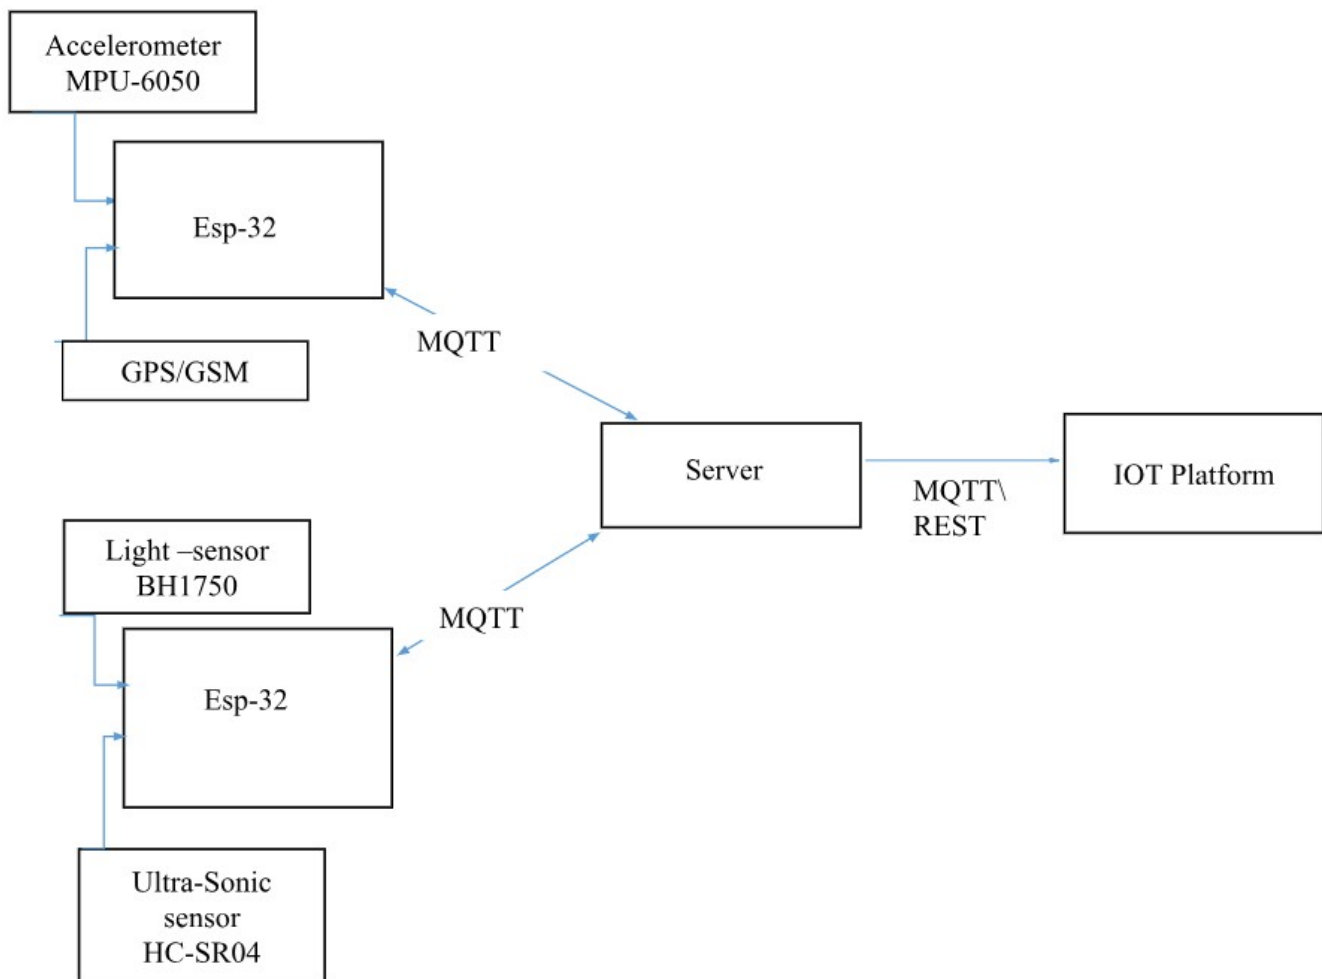 Accelerometer
MPU-6050
Esp-32
GPS/GSM
MQTT
Server
MQTT\
REST
IOT Platform
Light –sensor
BH1750
MQTT
Esp-32
Ultra-Sonic
sensor
HC-SR04